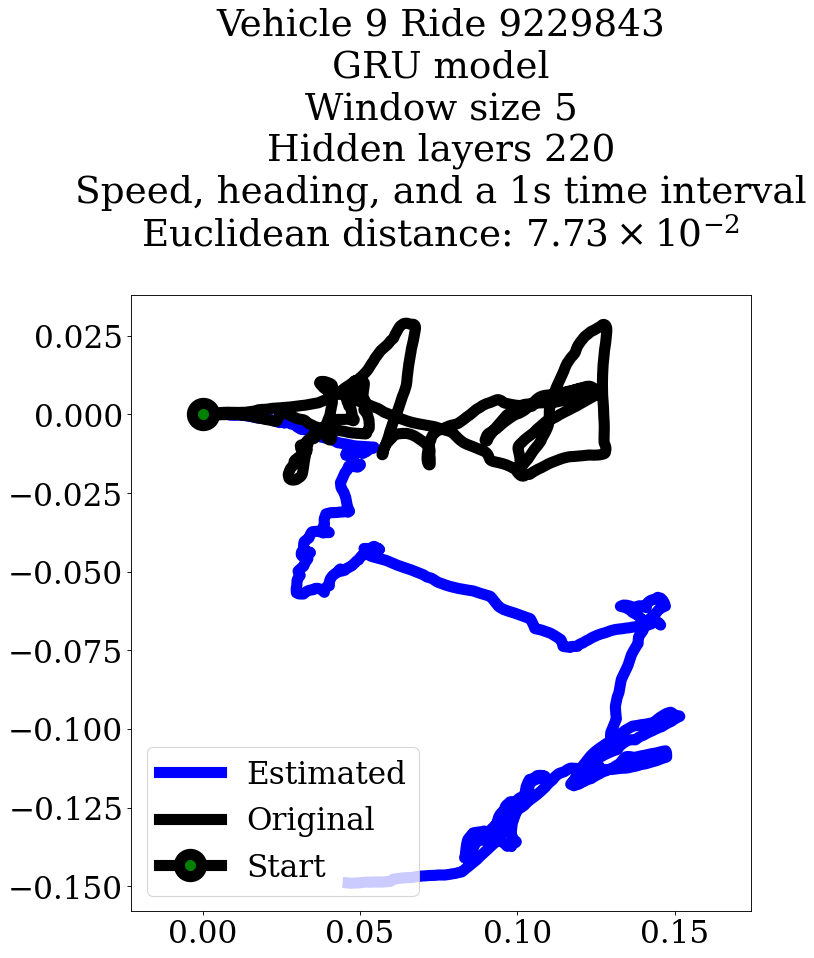 Vehicle 9 Ride 9229843
GRU model
Window size 5
Hidden layers 220
Speed, heading, and a 1s time interval
Euclidean distance: 7.73 × 10⁻²
0.025
0.000
−0.025
−0.050
−0.075
−0.100
−0.125
−0.150
Estimated
Original
Start
0.00 0.05 0.10 0.15